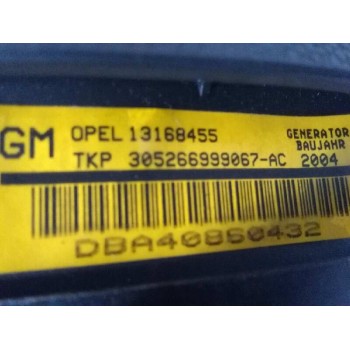 GM OPEL 13168455 GENERATOR
TKP 305266999067-AC BAUJAHR 2004
DBA40860432